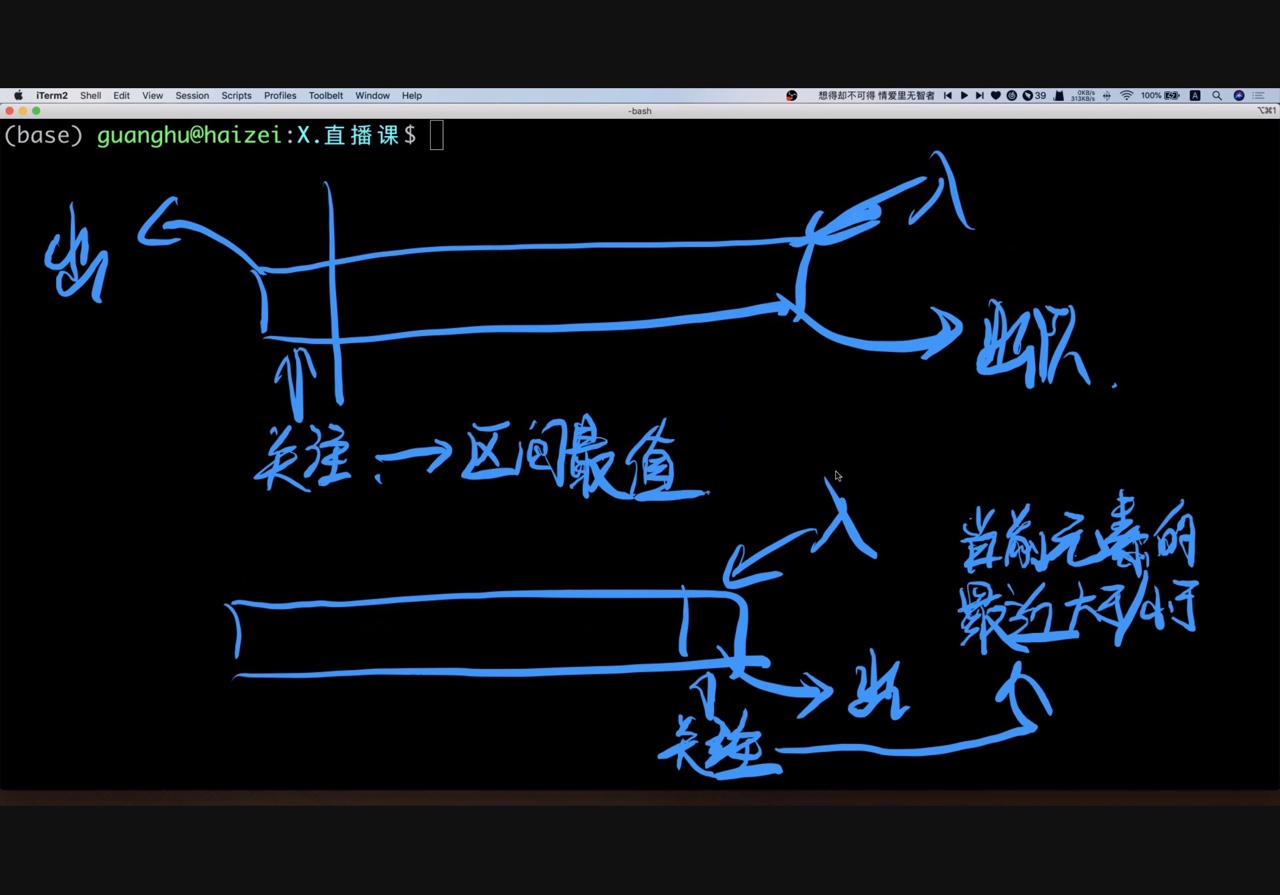 iTerm2 Shell Edit View Session Scripts Profiles Toolbelt Window Help 想得却不可得 情爱里无智者 39 0KB/s 313KB/s 100% A
-bash ⌥⌘1
(base) guanghu@haizei:X.直播课$
入
出
出队.
关注. → 区间最值
入
当前元素的
最近大于/小于
出
关注